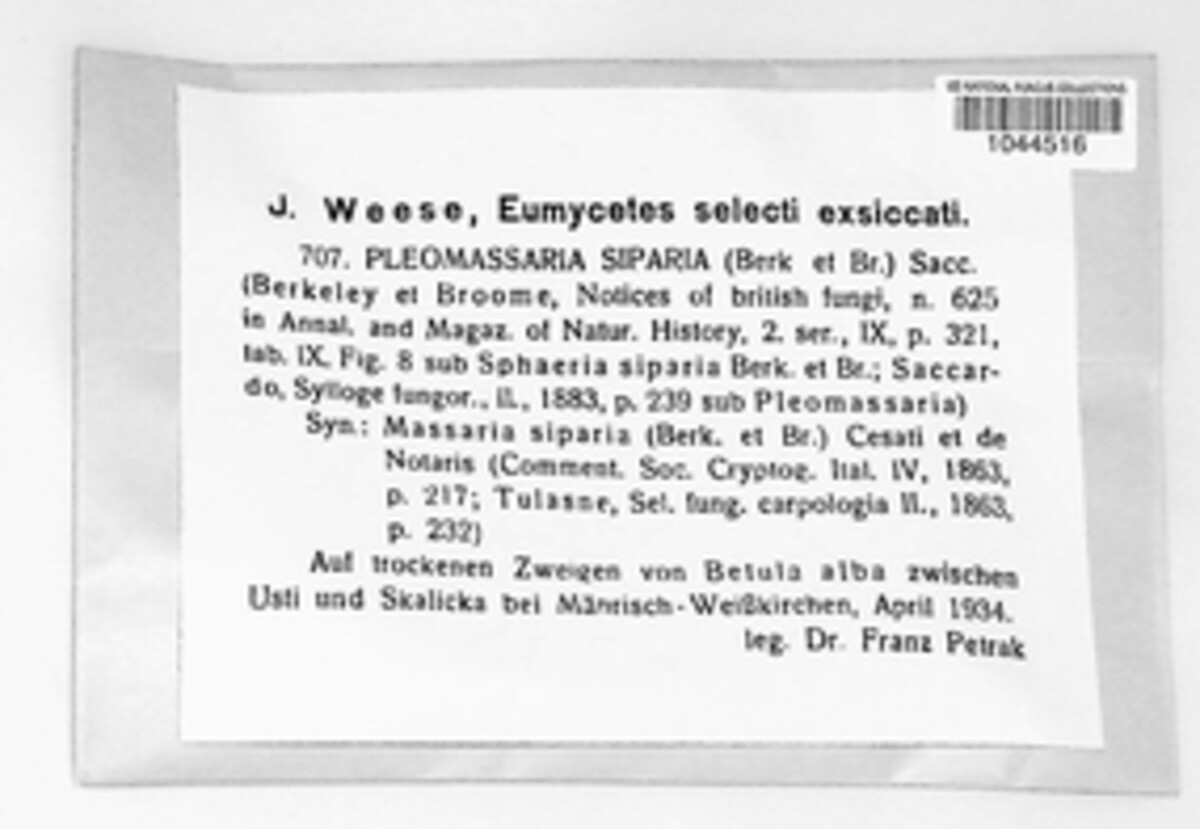 US NATIONAL FUNGUS COLLECTIONS
1044516
J. Weese, Eumycetes selecti exsiccati.
707. PLEOMASSARIA SIPARIA (Berk et Br.) Sacc.
(Berkeley et Broome, Notices of british fungi, n. 625
in Annal. and Magaz. of Natur. History, 2. ser., IX, p. 321,
tab. IX, Fig. 8 sub Sphaeria siparia Berk. et Br.; Saccar-
do, Sylloge fungor., II., 1883, p. 239 sub Pleomassaria)
Syn.: Massaria siparia (Berk. et Br.) Cesati et de
Notaris (Comment. Soc. Cryptog. Ital. IV, 1863,
p. 217; Tulasne, Sel. fung. carpologia II., 1863,
p. 232)
Auf trockenen Zweigen von Betula alba zwischen
Usti und Skalicka bei Mährisch-Weißkirchen, April 1934.
leg. Dr. Franz Petrak